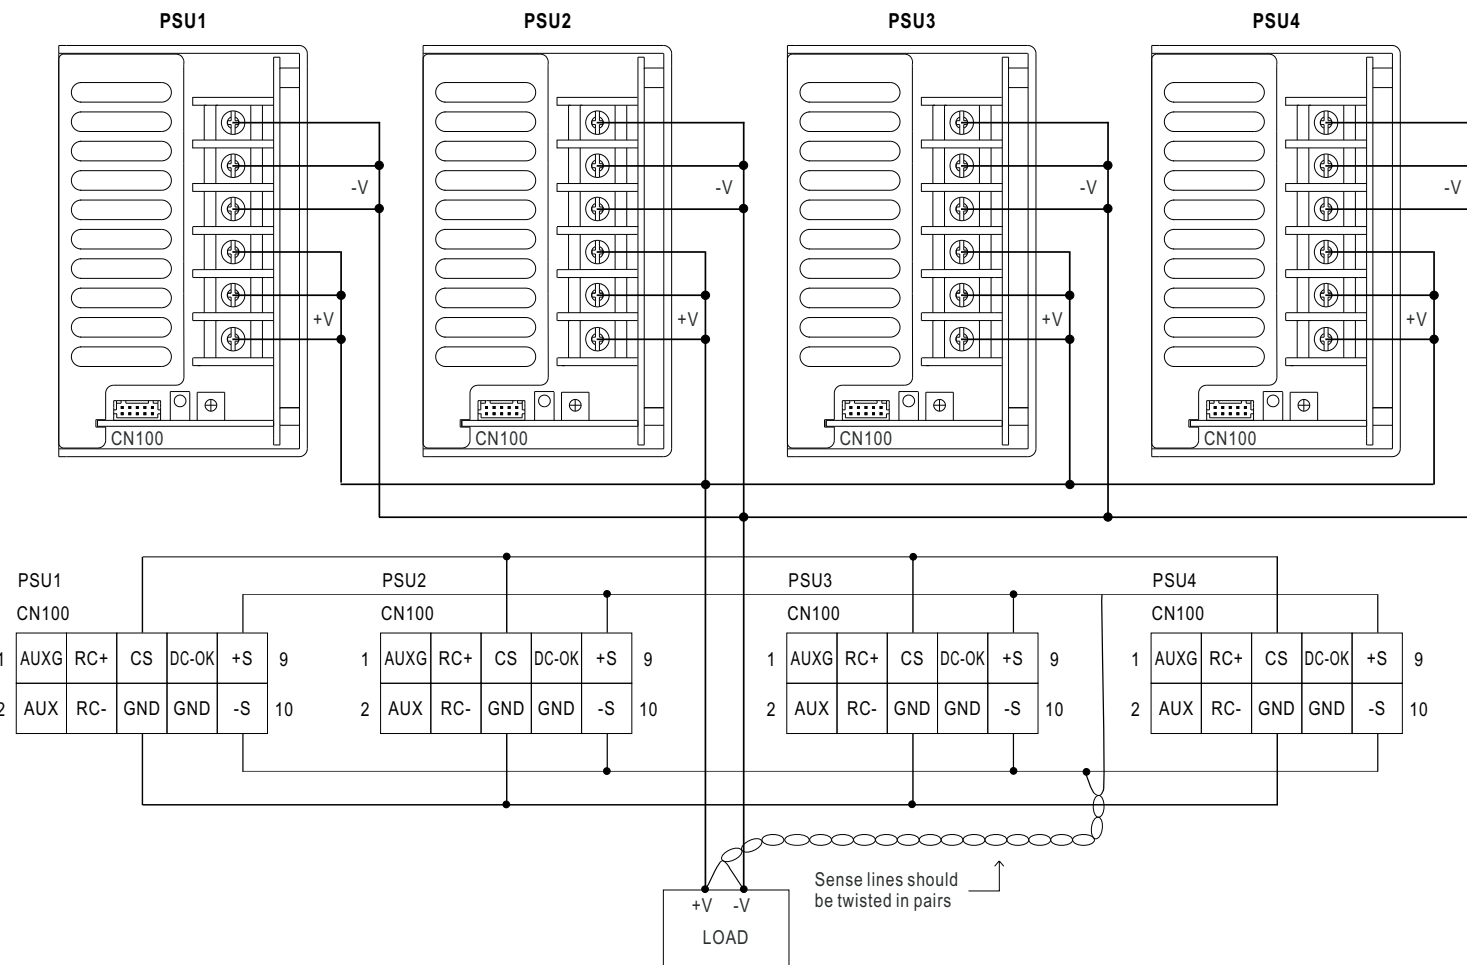 PSU1 PSU2 PSU3 PSU4
-V -V -V -V
+V +V +V +V
CN100 CN100 CN100 CN100
PSU1 PSU2 PSU3 PSU4
CN100 CN100 CN100 CN100
1 AUXG RC+ CS DC-OK +S 9 1 AUXG RC+ CS DC-OK +S 9 1 AUXG RC+ CS DC-OK +S 9 1 AUXG RC+ CS DC-OK +S 9
2 AUX RC- GND GND -S 10 2 AUX RC- GND GND -S 10 2 AUX RC- GND GND -S 10 2 AUX RC- GND GND -S 10
Sense lines should
be twisted in pairs
+V -V
LOAD